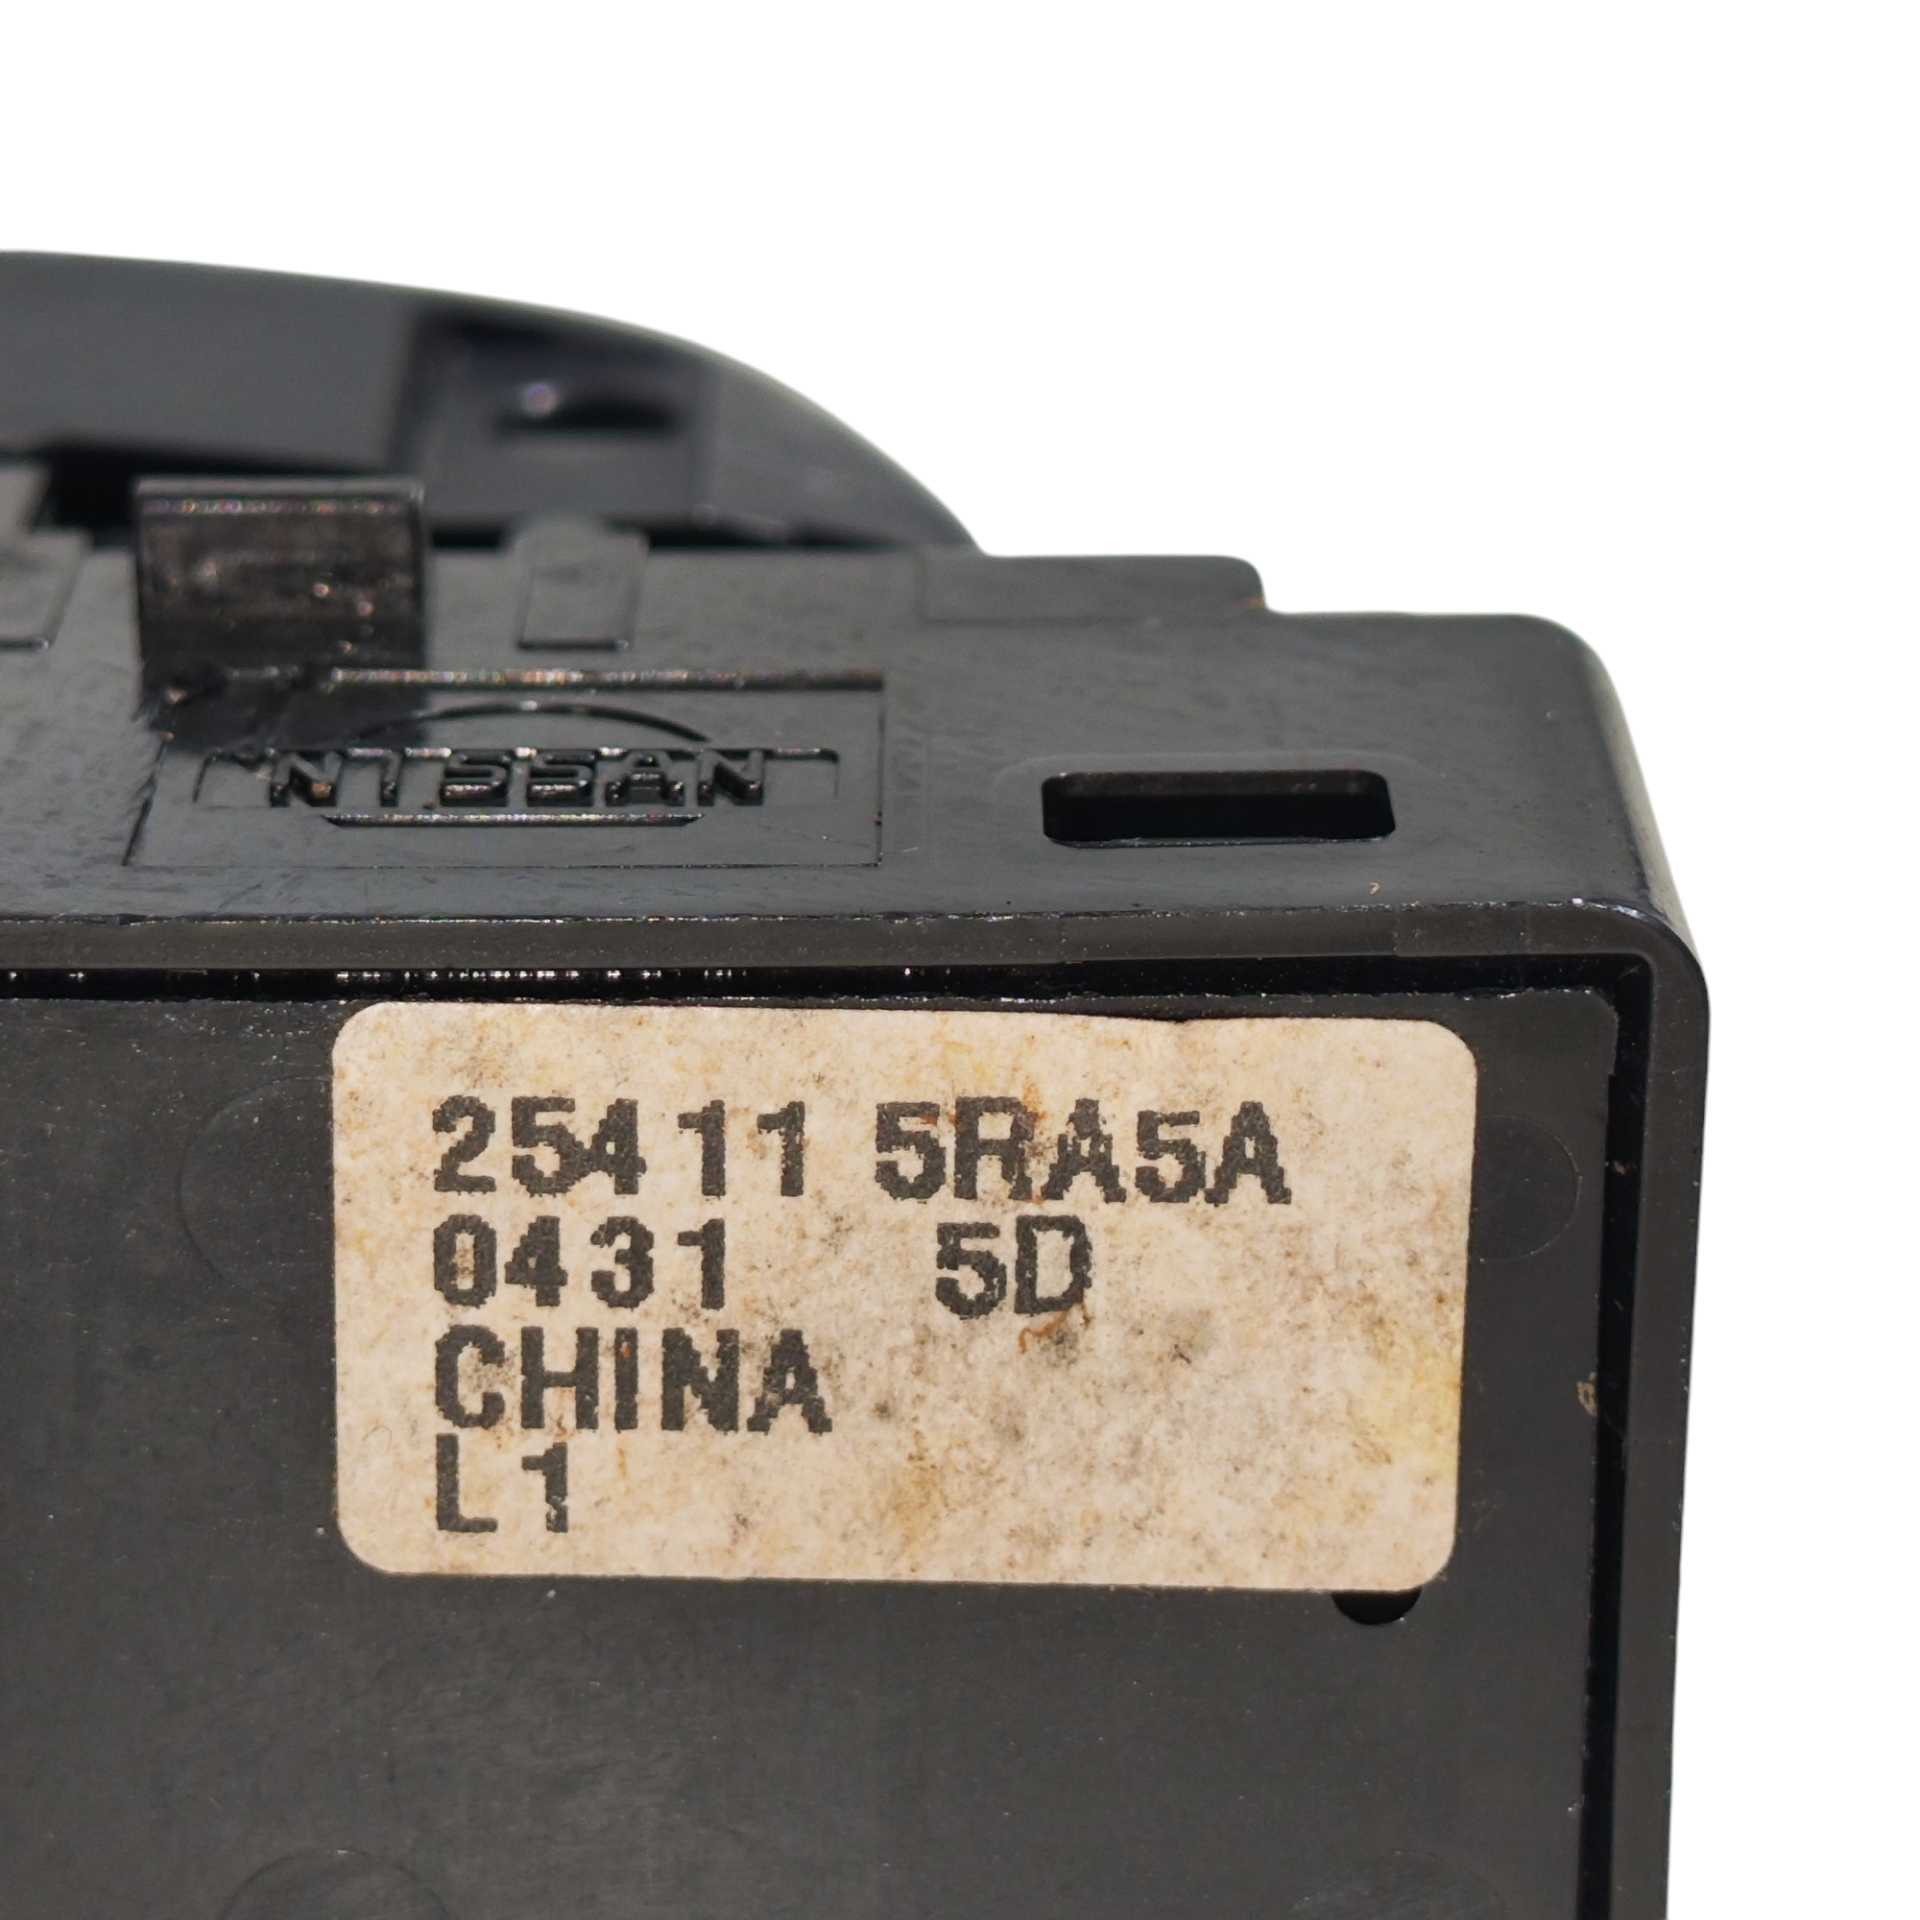 NISSAN
25411 5RA5A
0431 5D
CHINA
L1